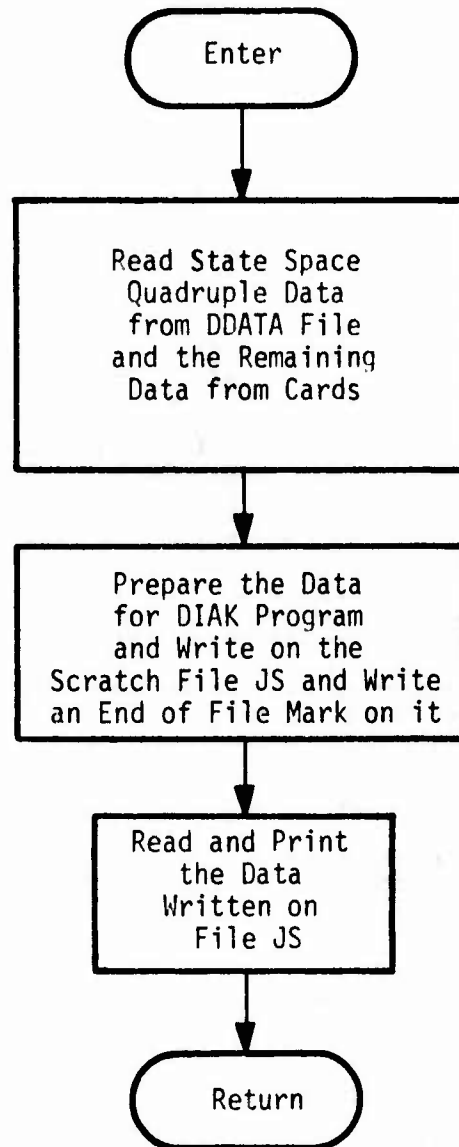 Enter
Read State Space
Quadruple Data
from DDATA File
and the Remaining
Data from Cards
Prepare the Data
for DIAK Program
and Write on the
Scratch File JS and Write
an End of File Mark on it
Read and Print
the Data
Written on
File JS
Return